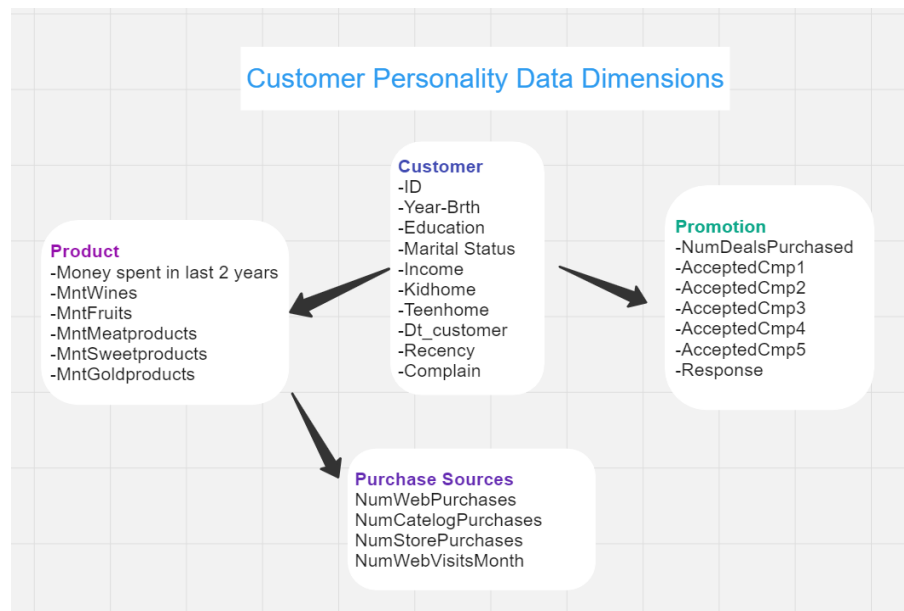 Customer Personality Data Dimensions
Customer
-ID
-Year-Brth
-Education
-Marital Status
-Income
-Kidhome
-Teenhome
-Dt_customer
-Recency
-Complain
Product
-Money spent in last 2 years
-MntWines
-MntFruits
-MntMeatproducts
-MntSweetproducts
-MntGoldproducts
Promotion
-NumDealsPurchased
-AcceptedCmp1
-AcceptedCmp2
-AcceptedCmp3
-AcceptedCmp4
-AcceptedCmp5
-Response
Purchase Sources
NumWebPurchases
NumCatelogPurchases
NumStorePurchases
NumWebVisitsMonth